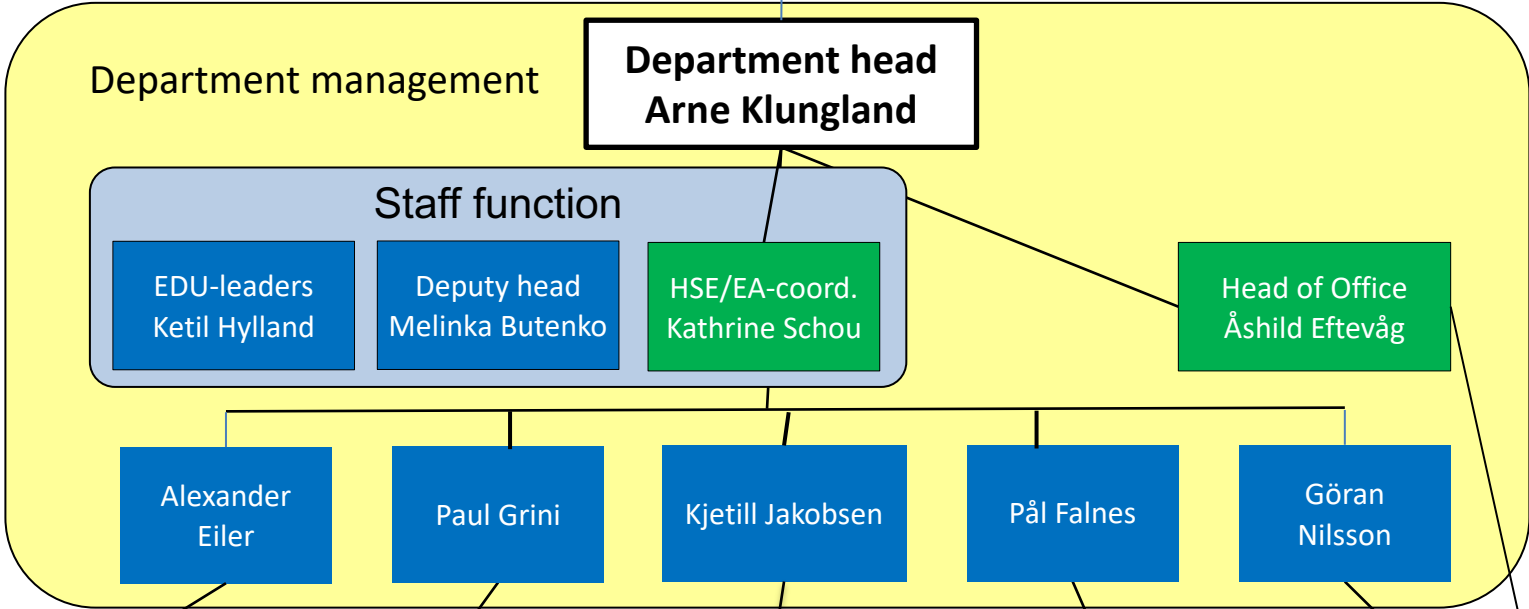 Department management
Department head
Arne Klungland
Staff function
EDU-leaders
Ketil Hylland
Deputy head
Melinka Butenko
HSE/EA-coord.
Kathrine Schou
Head of Office
Åshild Eftevåg
Alexander
Eiler
Paul Grini
Kjetill Jakobsen
Pål Falnes
Göran
Nilsson